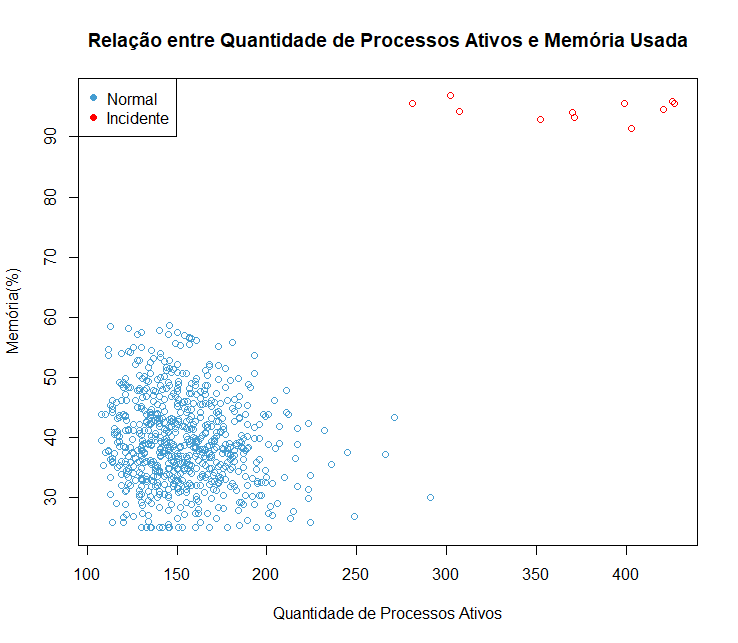 Relação entre Quantidade de Processos Ativos e Memória Usada
Normal
Incidente
Memória(%)
90
80
70
60
50
40
30
100 150 200 250 300 350 400
Quantidade de Processos Ativos